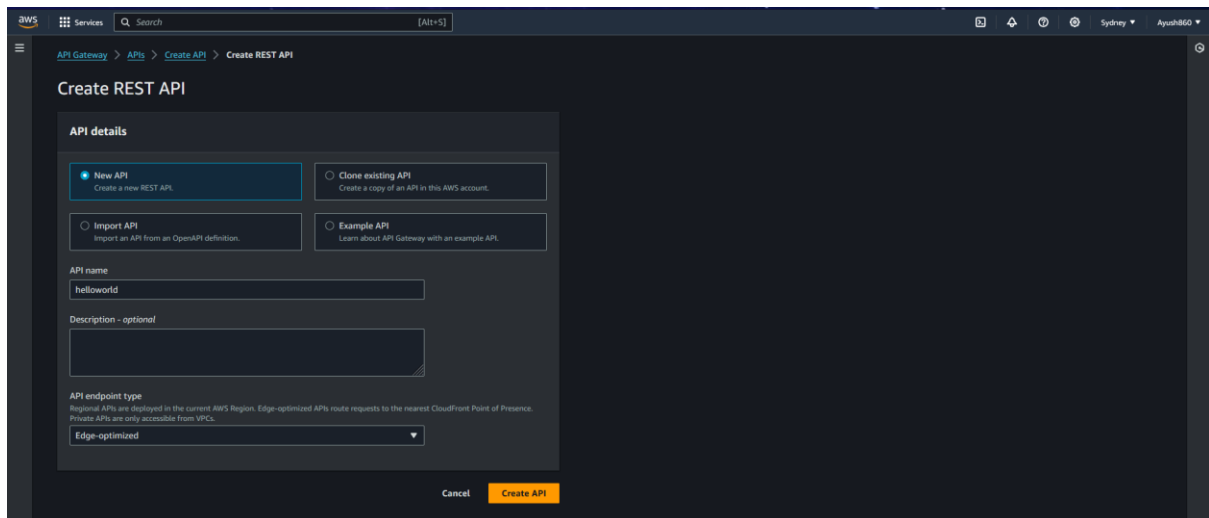 aws Services Search [Alt+S] Sydney Ayush860
API Gateway > APIs > Create API > Create REST API
Create REST API
API details
New API
Create a new REST API.
Clone existing API
Create a copy of an API in this AWS account.
Import API
Import an API from an OpenAPI definition.
Example API
Learn about API Gateway with an example API.
API name
helloworld
Description - optional
API endpoint type
Regional APIs are deployed in the current AWS Region. Edge-optimized APIs route requests to the nearest CloudFront Point of Presence.
Private APIs are only accessible from VPCs.
Edge-optimized
Cancel Create API